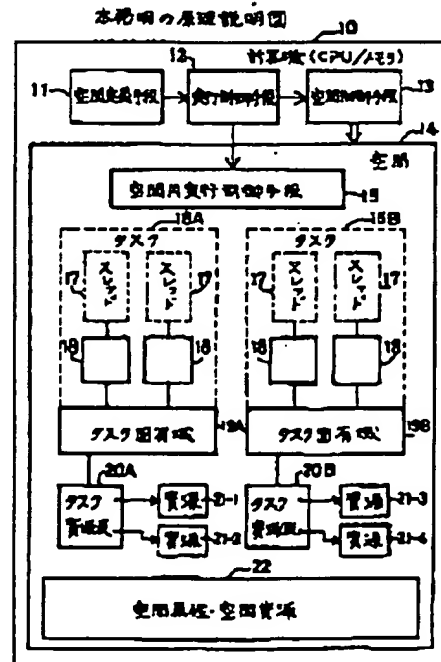 本発明の原理説明図
10
計算機(CPU/メモリ)
11 空間定義手段
12 実行制御手段
13 空間制御手段
14
空間
空間内実行制御手段 15
16A タスク
16B タスク
17 スレッド スレッド 17
17 スレッド スレッド 17
18 18
18 18
タスク固有域 19A
タスク固有域 19B
20A
20B
タスク資源表
資源 21-1
資源 21-2
タスク資源表
資源 21-3
資源 21-4
22
空間属性・空間資源